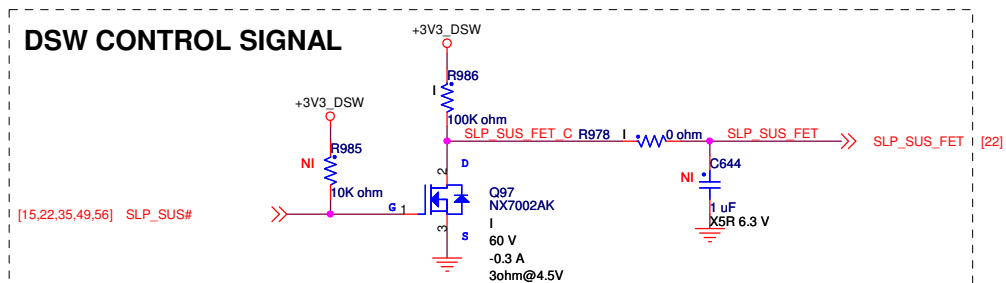 DSW CONTROL SIGNAL
+3V3_DSW
R986
I
100K ohm
+3V3_DSW
R985
NI
10K ohm
SLP_SUS_FET_C
R978
I
0 ohm
SLP_SUS_FET
SLP_SUS_FET [22]
C644
NI
1 uF
X5R 6.3 V
2
D
[15,22,35,49,56] SLP_SUS#
G
1
Q97
NX7002AK
I
60 V
-0.3 A
3ohm@4.5V
3
S